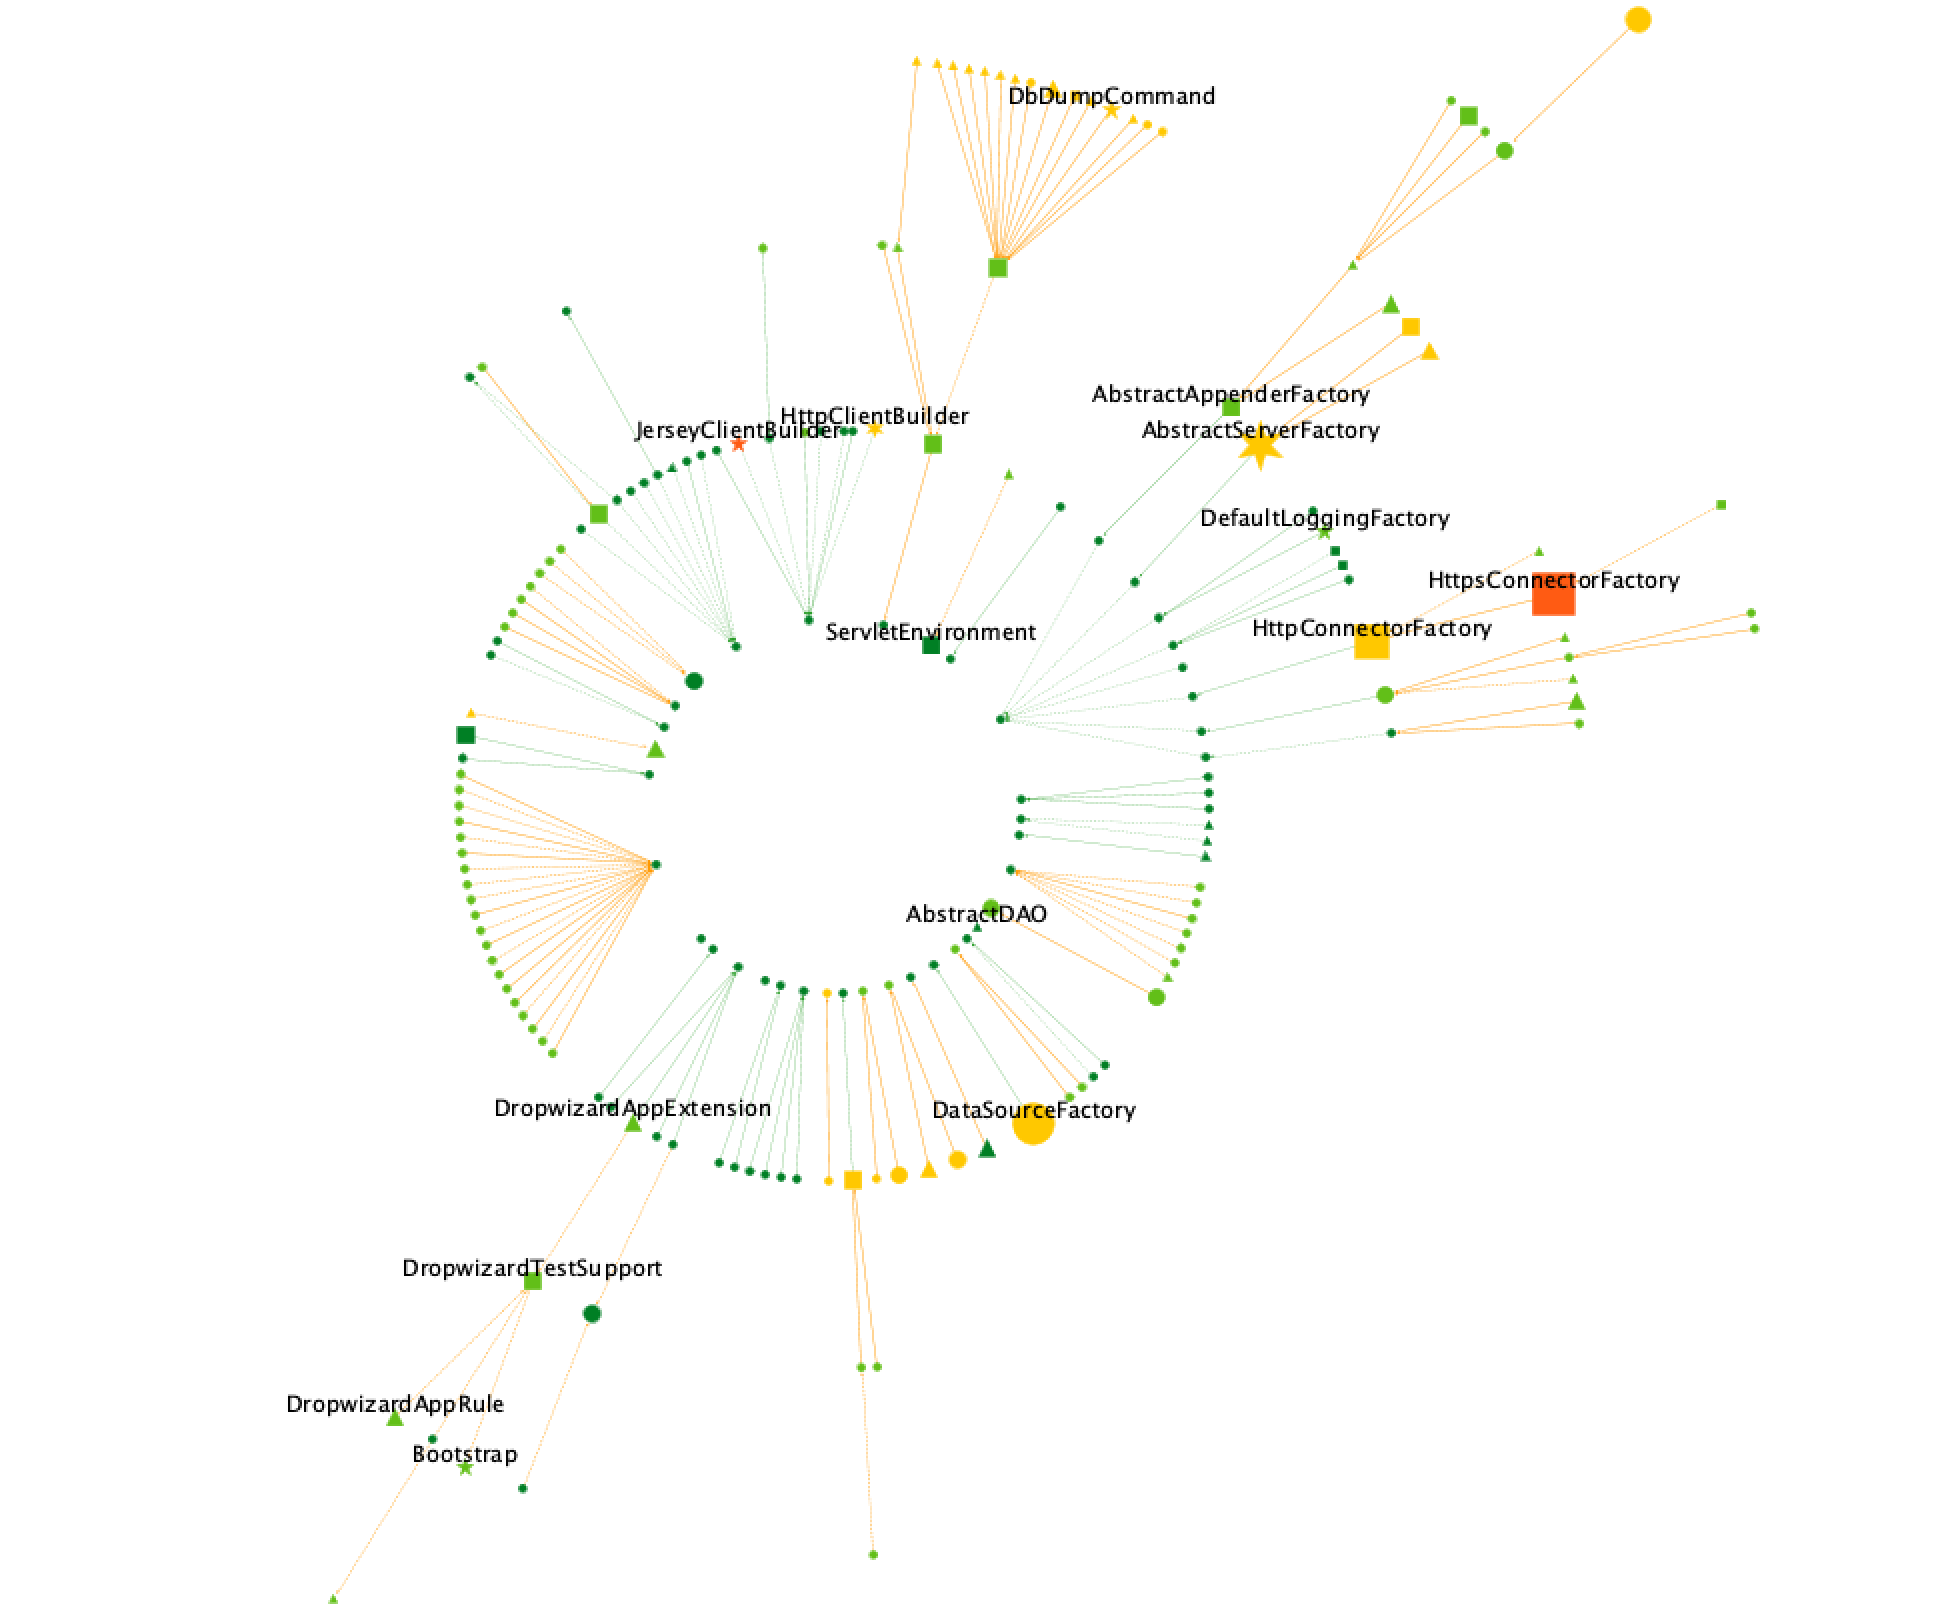 DbDumpCommand
AbstractAppenderFactory
HttpClientBuilder
JerseyClientBuilder
AbstractServerFactory
DefaultLoggingFactory
HttpsConnectorFactory
HttpConnectorFactory
ServletEnvironment
AbstractDAO
DropwizardAppExtension
DataSourceFactory
DropwizardTestSupport
DropwizardAppRule
Bootstrap